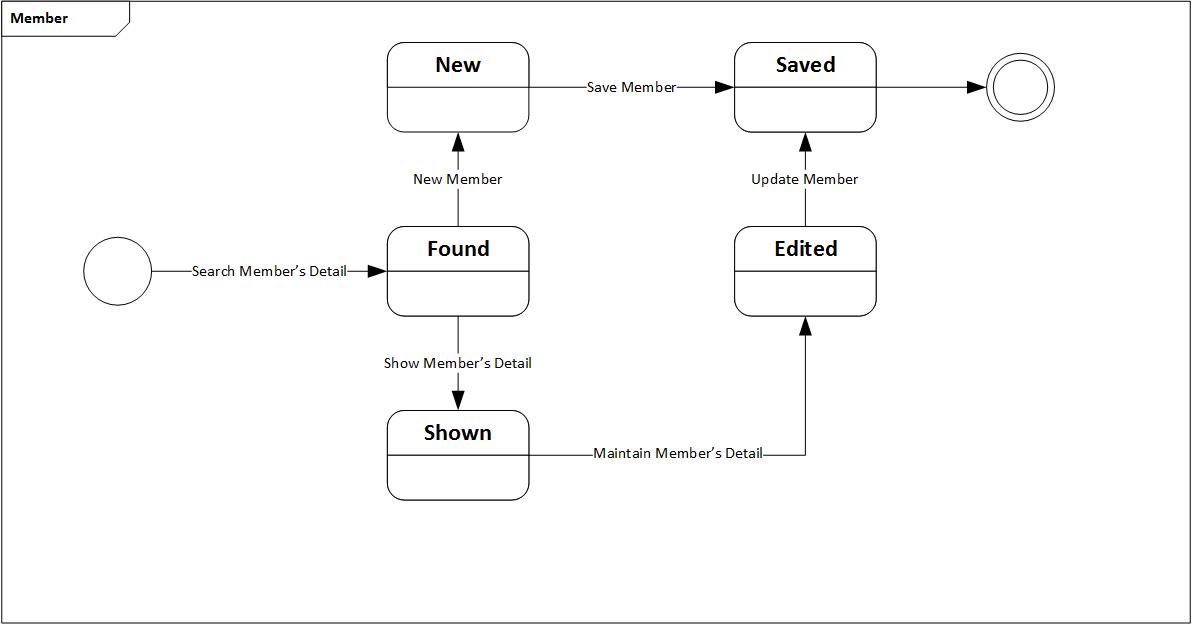 Member
New
Save Member
Saved
New Member
Update Member
Search Member’s Detail
Found
Edited
Show Member’s Detail
Shown
Maintain Member’s Detail